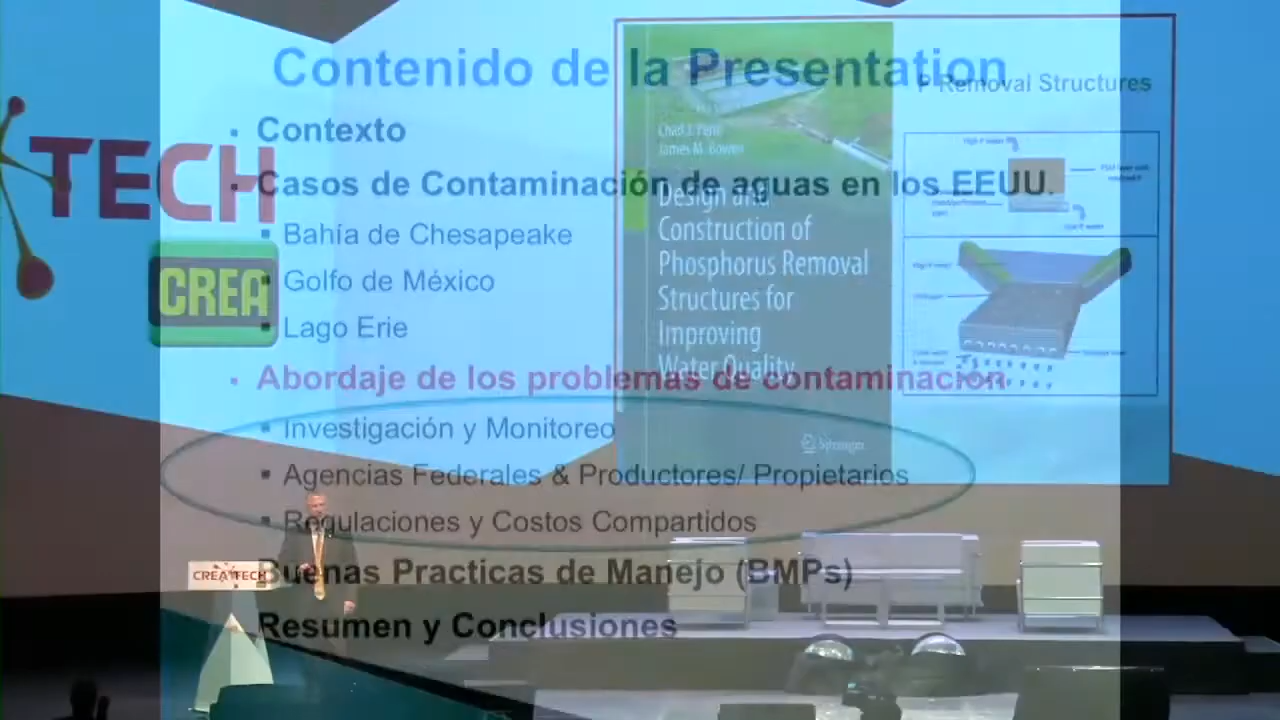 Contenido de la Presentation
Contexto
Casos de Contaminación de aguas en los EEUU.
Bahía de Chesapeake
Golfo de México
Lago Erie
Abordaje de los problemas de contaminación
Investigación y Monitoreo
Agencias Federales & Productores/ Propietarios
Regulaciones y Costos Compartidos
Buenas Practicas de Manejo (BMPs)
Resumen y Conclusiones
TECH
CREA
CREATECH
P Removal Structures
Chad J. Penn
James M. Bowen
Design and
Construction of
Phosphorus Removal
Structures for
Improving
Water Quality
Springer